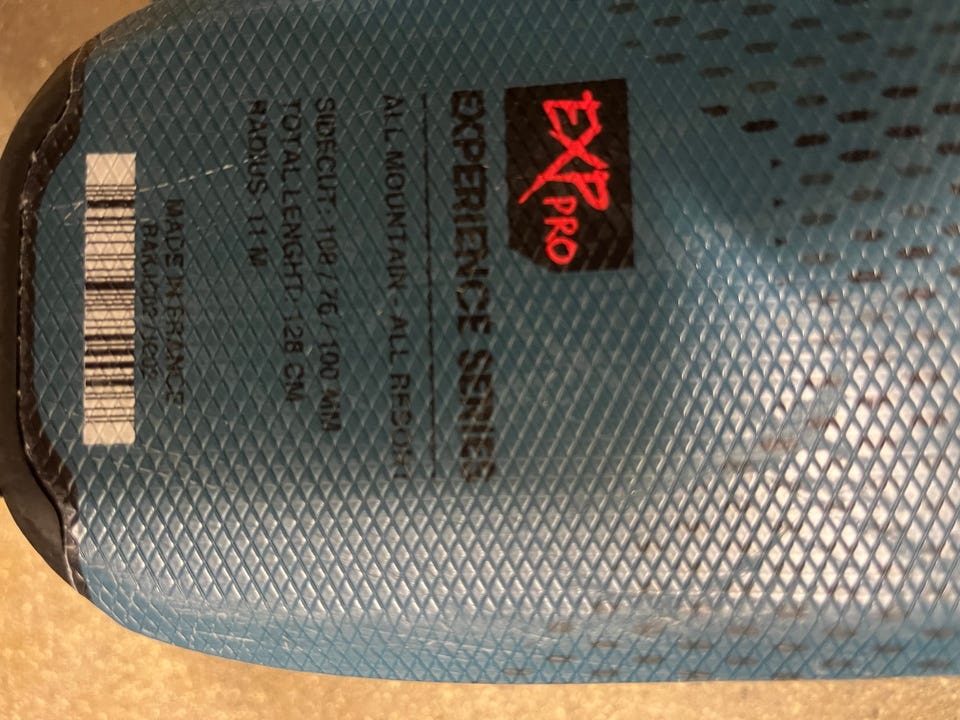 EXP PRO
EXPERIENCE SERIES
ALL MOUNTAIN - ALL RESORT
SIDECUT: 108 / 76 / 100 MM
TOTAL LENGHT: 128 CM
RADIUS: 11 M
MADE IN FRANCE